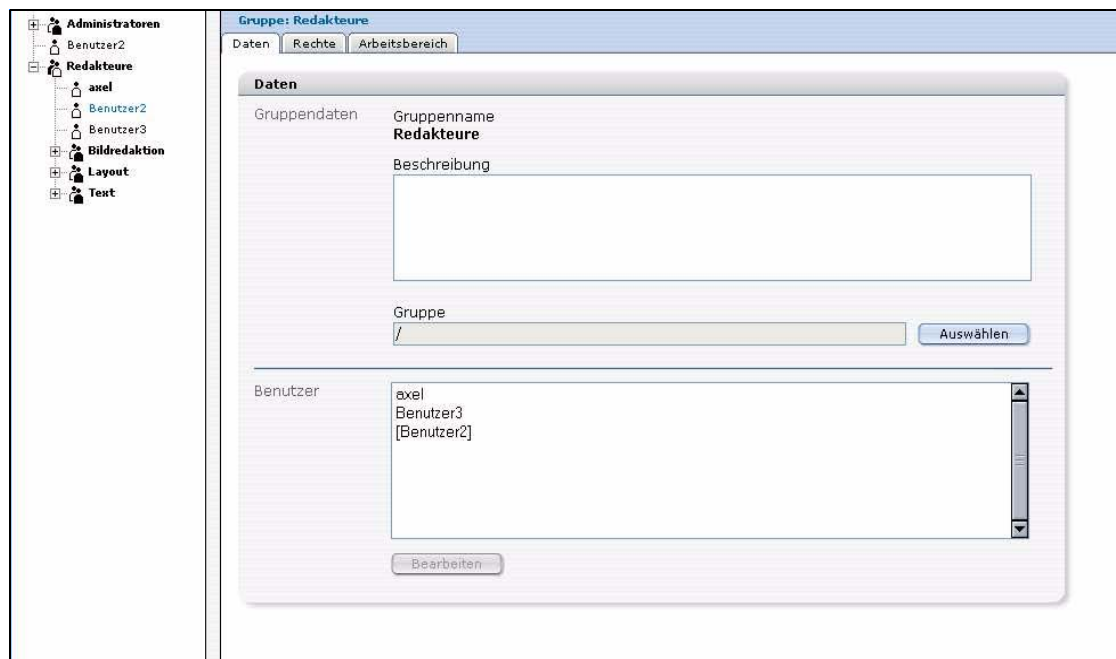 Administratoren
Benutzer2
Redakteure
axel
Benutzer2
Benutzer3
Bildredaktion
Layout
Text
Gruppe: Redakteure
Daten Rechte Arbeitsbereich
Daten
Gruppendaten
Gruppenname
Redakteure
Beschreibung
Gruppe
/
Auswählen
Benutzer
axel
Benutzer3
[Benutzer2]
Bearbeiten